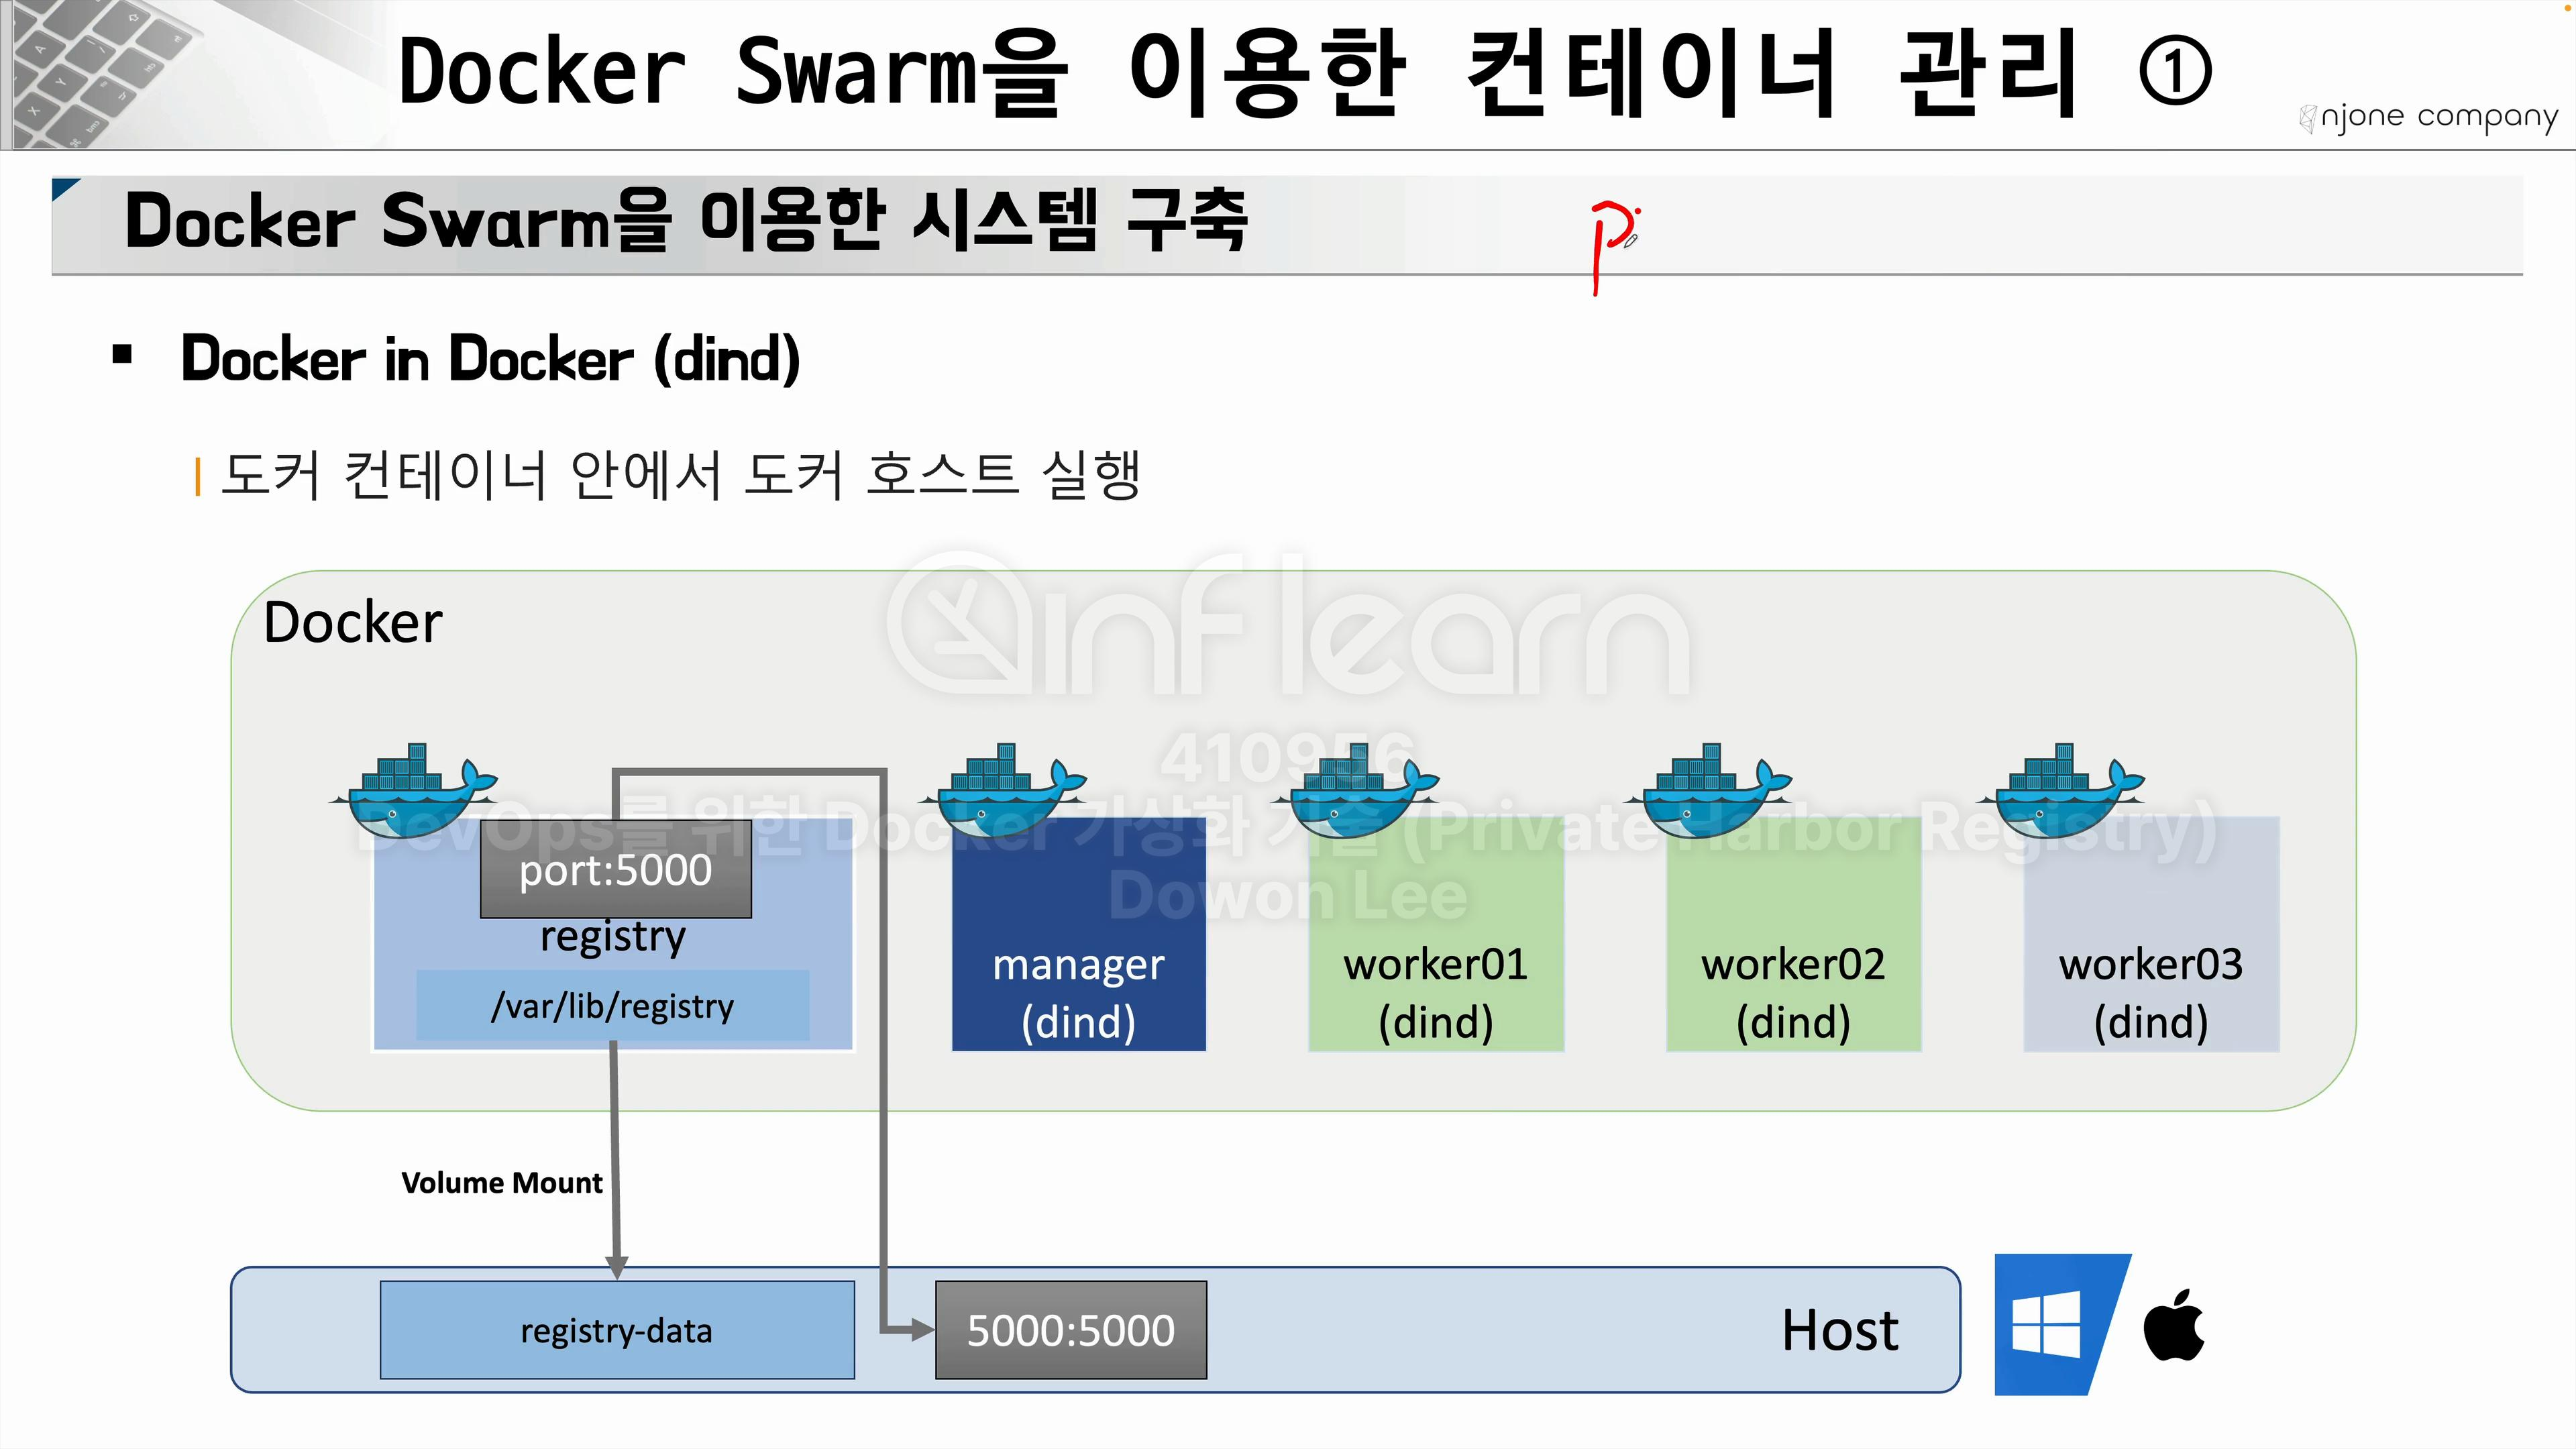 Docker Swarm을 이용한 컨테이너 관리 ①
njone company
Docker Swarm을 이용한 시스템 구축
P
▪ Docker in Docker (dind)
도커 컨테이너 안에서 도커 호스트 실행
inflearn
Docker
410956
DevOps를 위한 Docker 가상화 기술 (Private Harbor Registry)
Dowon Lee
port:5000
registry
/var/lib/registry
manager
(dind)
worker01
(dind)
worker02
(dind)
worker03
(dind)
Volume Mount
registry-data
5000:5000
Host